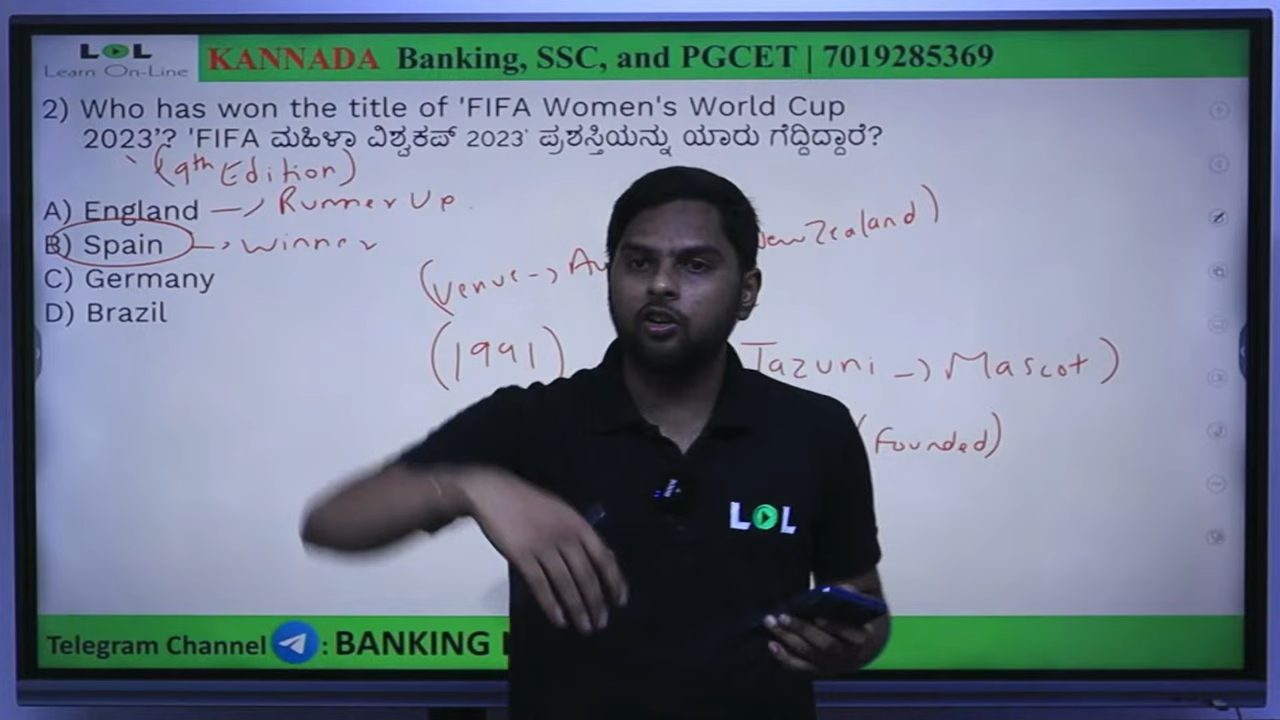 LOL
Learn On-Line
KANNADA Banking, SSC, and PGCET | 7019285369
2) Who has won the title of 'FIFA Women's World Cup
2023'? 'FIFA ಮಹಿಳಾ ವಿಶ್ವಕಪ್ 2023' ಪ್ರಶಸ್ತಿಯನ್ನು ಯಾರು ಗೆದ್ದಿದ್ದಾರೆ?
(9th Edition)
A) England -> Runner Up
B) Spain -> Winner
C) Germany
D) Brazil
(Venue -> Au New Zealand)
(1991) Tazuni -> Mascot)
(Founded)
LOL
Telegram Channel : BANKING